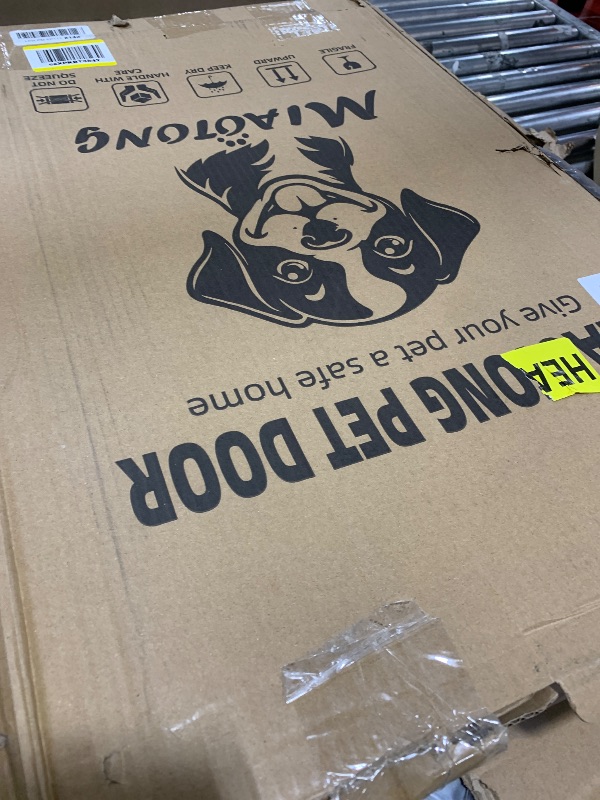 HEA
ONG PET DOOR
Give your pet a safe home
MIAOTONG
FRAGILE
UPWARD
KEEP DRY
HANDLE WITH
CARE
DO NOT
SQUEEZE